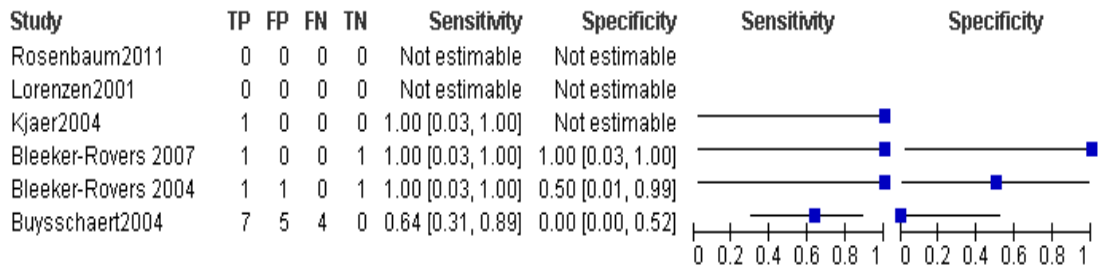 Study TP FP FN TN Sensitivity Specificity Sensitivity Specificity
Rosenbaum2011 0 0 0 0 Not estimable Not estimable
Lorenzen2001 0 0 0 0 Not estimable Not estimable
Kjaer2004 1 0 0 0 1.00 [0.03, 1.00] Not estimable
Bleeker-Rovers 2007 1 0 0 1 1.00 [0.03, 1.00] 1.00 [0.03, 1.00]
Bleeker-Rovers 2004 1 1 0 1 1.00 [0.03, 1.00] 0.50 [0.01, 0.99]
Buysschaert2004 7 5 4 0 0.64 [0.31, 0.89] 0.00 [0.00, 0.52]
0 0.2 0.4 0.6 0.8 1 0 0.2 0.4 0.6 0.8 1